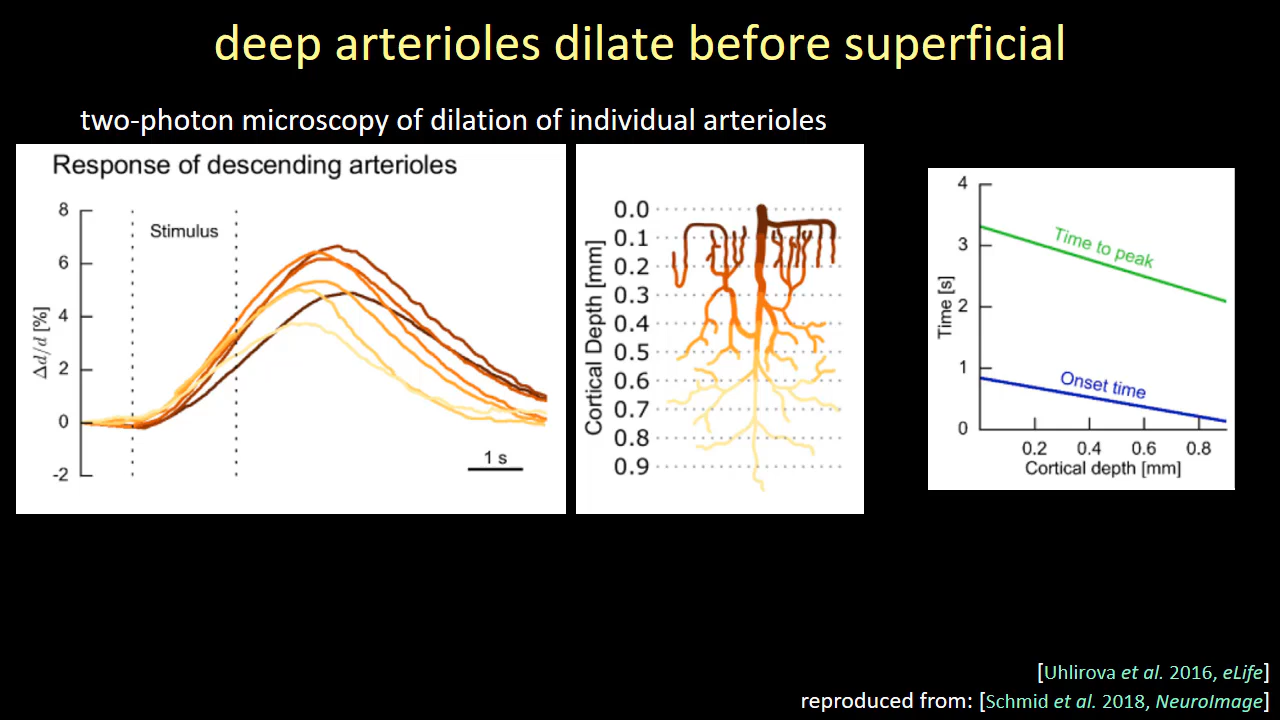 deep arterioles dilate before superficial
two-photon microscopy of dilation of individual arterioles
Response of descending arterioles
8
6
4
2
0
-2
Δd/d [%]
Stimulus
1 s
Cortical Depth [mm]
0.0
0.1
0.2
0.3
0.4
0.5
0.6
0.7
0.8
0.9
4
3
2
1
0
Time [s]
Time to peak
Onset time
0.2 0.4 0.6 0.8
Cortical depth [mm]
[Uhlirova et al. 2016, eLife]
reproduced from: [Schmid et al. 2018, NeuroImage]